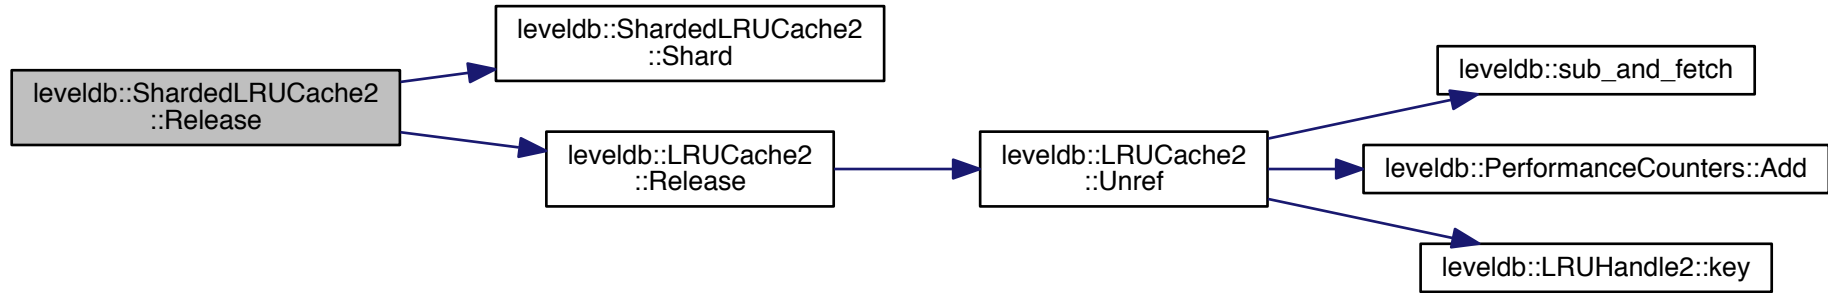 leveldb::ShardedLRUCache2
::Release
leveldb::ShardedLRUCache2
::Shard
leveldb::LRUCache2
::Release
leveldb::LRUCache2
::Unref
leveldb::sub_and_fetch
leveldb::PerformanceCounters::Add
leveldb::LRUHandle2::key